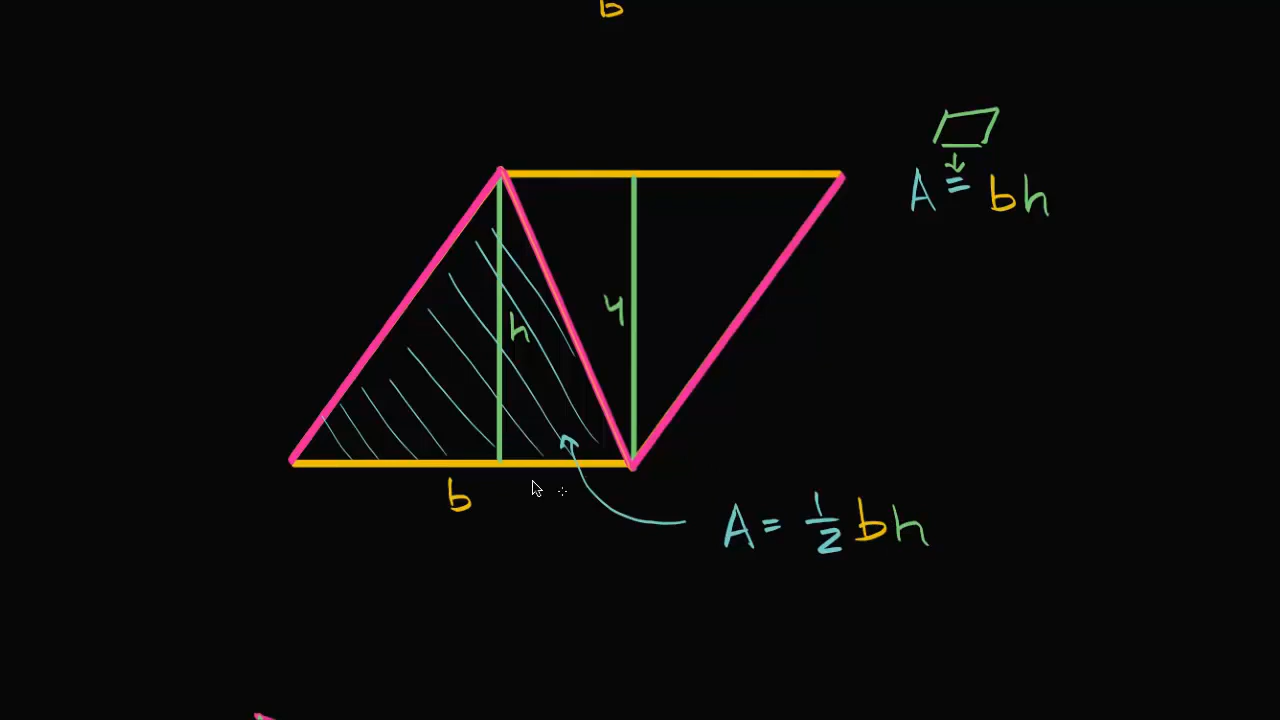 b
A = bh
h
h
b
A = ½ bh